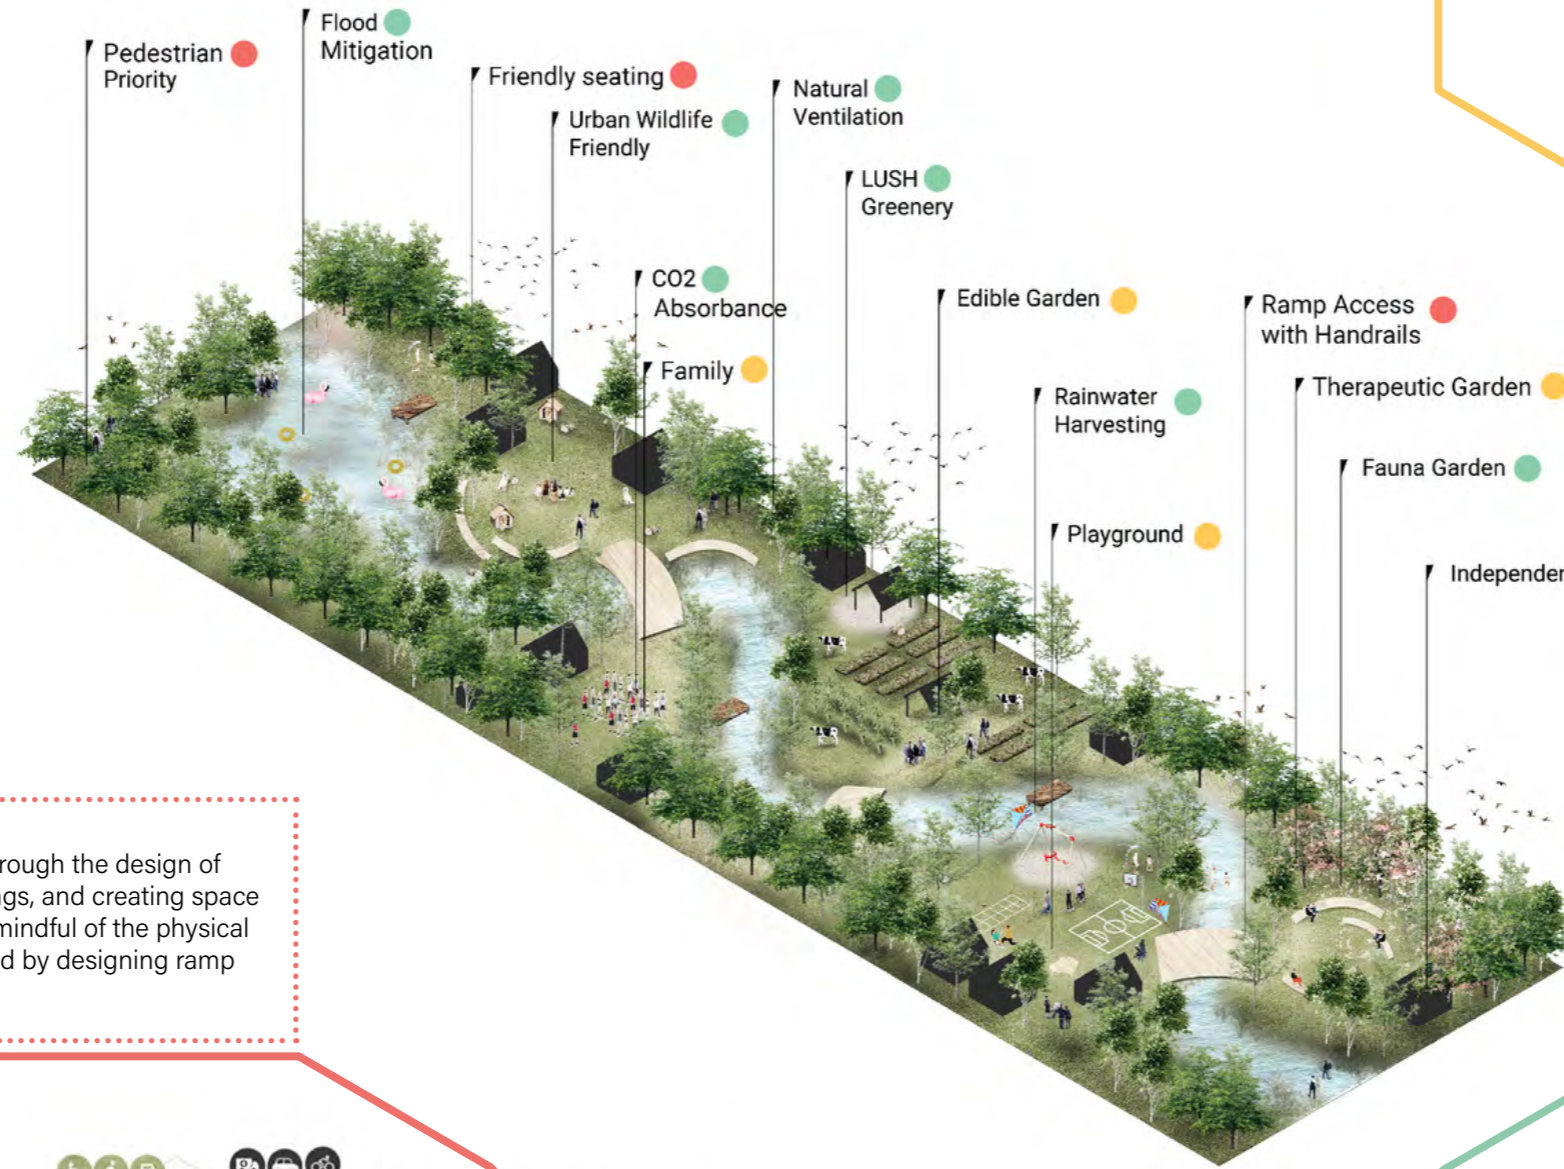 Pedestrian
Priority
Flood
Mitigation
Friendly seating
Urban Wildlife
Friendly
Natural
Ventilation
LUSH
Greenery
CO2
Absorbance
Family
Edible Garden
Rainwater
Harvesting
Playground
Ramp Access
with Handrails
Therapeutic Garden
Fauna Garden
rough the design of
ngs, and creating space
mindful of the physical
d by designing ramp